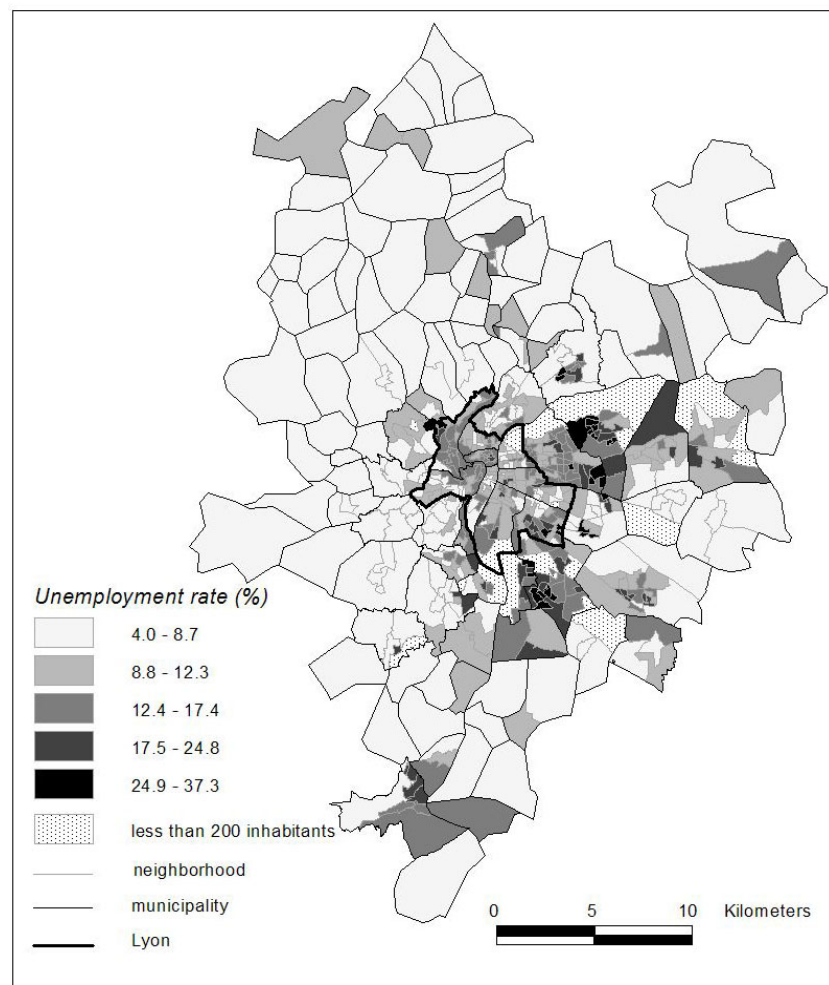 Unemployment rate (%)
4.0 - 8.7
8.8 - 12.3
12.4 - 17.4
17.5 - 24.8
24.9 - 37.3
less than 200 inhabitants
neighborhood
municipality
Lyon
0 5 10 Kilometers